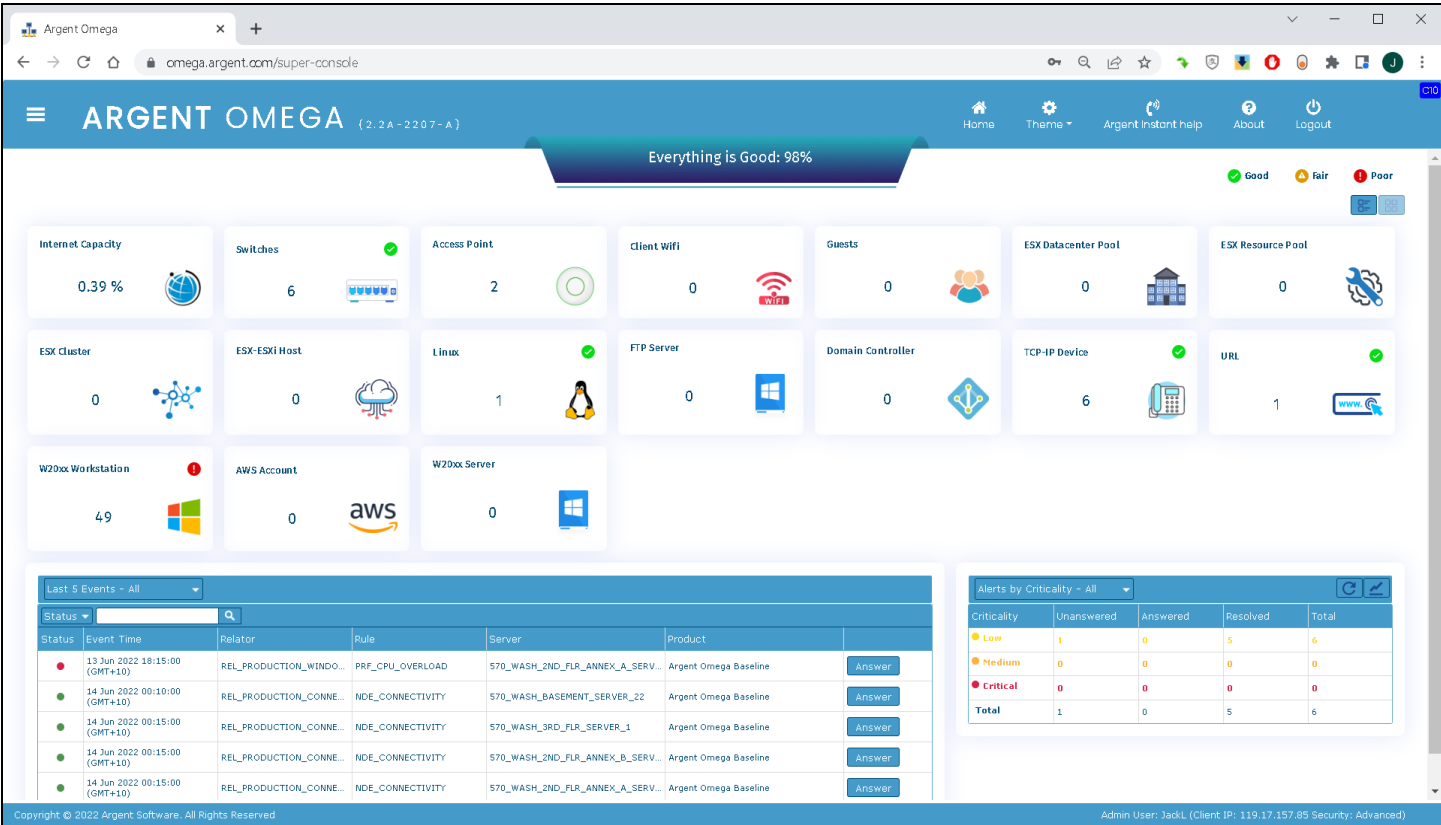 Argent Omega
omega.argent.com/super-console
J
C10
ARGENT OMEGA {2.2A-2207-A}
Home
Theme
Argent Instant help
About
Logout
Everything is Good: 98%
Good
Fair
Poor
Internet Capacity
0.39 %
Switches
6
Access Point
2
Client Wifi
0
WIFI
Guests
0
ESX Datacenter Pool
0
ESX Resource Pool
0
ESX Cluster
0
ESX-ESXi Host
0
Linux
1
FTP Server
0
Domain Controller
0
TCP-IP Device
6
URL
1
www.
W20xx Workstation
49
AWS Account
0
aws
W20xx Server
0
Last 5 Events - All
Status
Status Event Time Relator Rule Server Product
13 Jun 2022 18:15:00
(GMT+10)
REL_PRODUCTION_WINDO... PRF_CPU_OVERLOAD 570_WASH_2ND_FLR_ANNEX_A_SERV... Argent Omega Baseline Answer
14 Jun 2022 00:10:00
(GMT+10)
REL_PRODUCTION_CONNE... NDE_CONNECTIVITY 570_WASH_BASEMENT_SERVER_22 Argent Omega Baseline Answer
14 Jun 2022 00:15:00
(GMT+10)
REL_PRODUCTION_CONNE... NDE_CONNECTIVITY 570_WASH_3RD_FLR_SERVER_1 Argent Omega Baseline Answer
14 Jun 2022 00:15:00
(GMT+10)
REL_PRODUCTION_CONNE... NDE_CONNECTIVITY 570_WASH_2ND_FLR_ANNEX_B_SERV... Argent Omega Baseline Answer
14 Jun 2022 00:15:00
(GMT+10)
REL_PRODUCTION_CONNE... NDE_CONNECTIVITY 570_WASH_2ND_FLR_ANNEX_A_SERV... Argent Omega Baseline Answer
Alerts by Criticality - All
Criticality Unanswered Answered Resolved Total
Low 1 0 5 6
Medium 0 0 0 0
Critical 0 0 0 0
Total 1 0 5 6
Copyright © 2022 Argent Software. All Rights Reserved
Admin User: JackL (Client IP: 119.17.157.85 Security: Advanced)